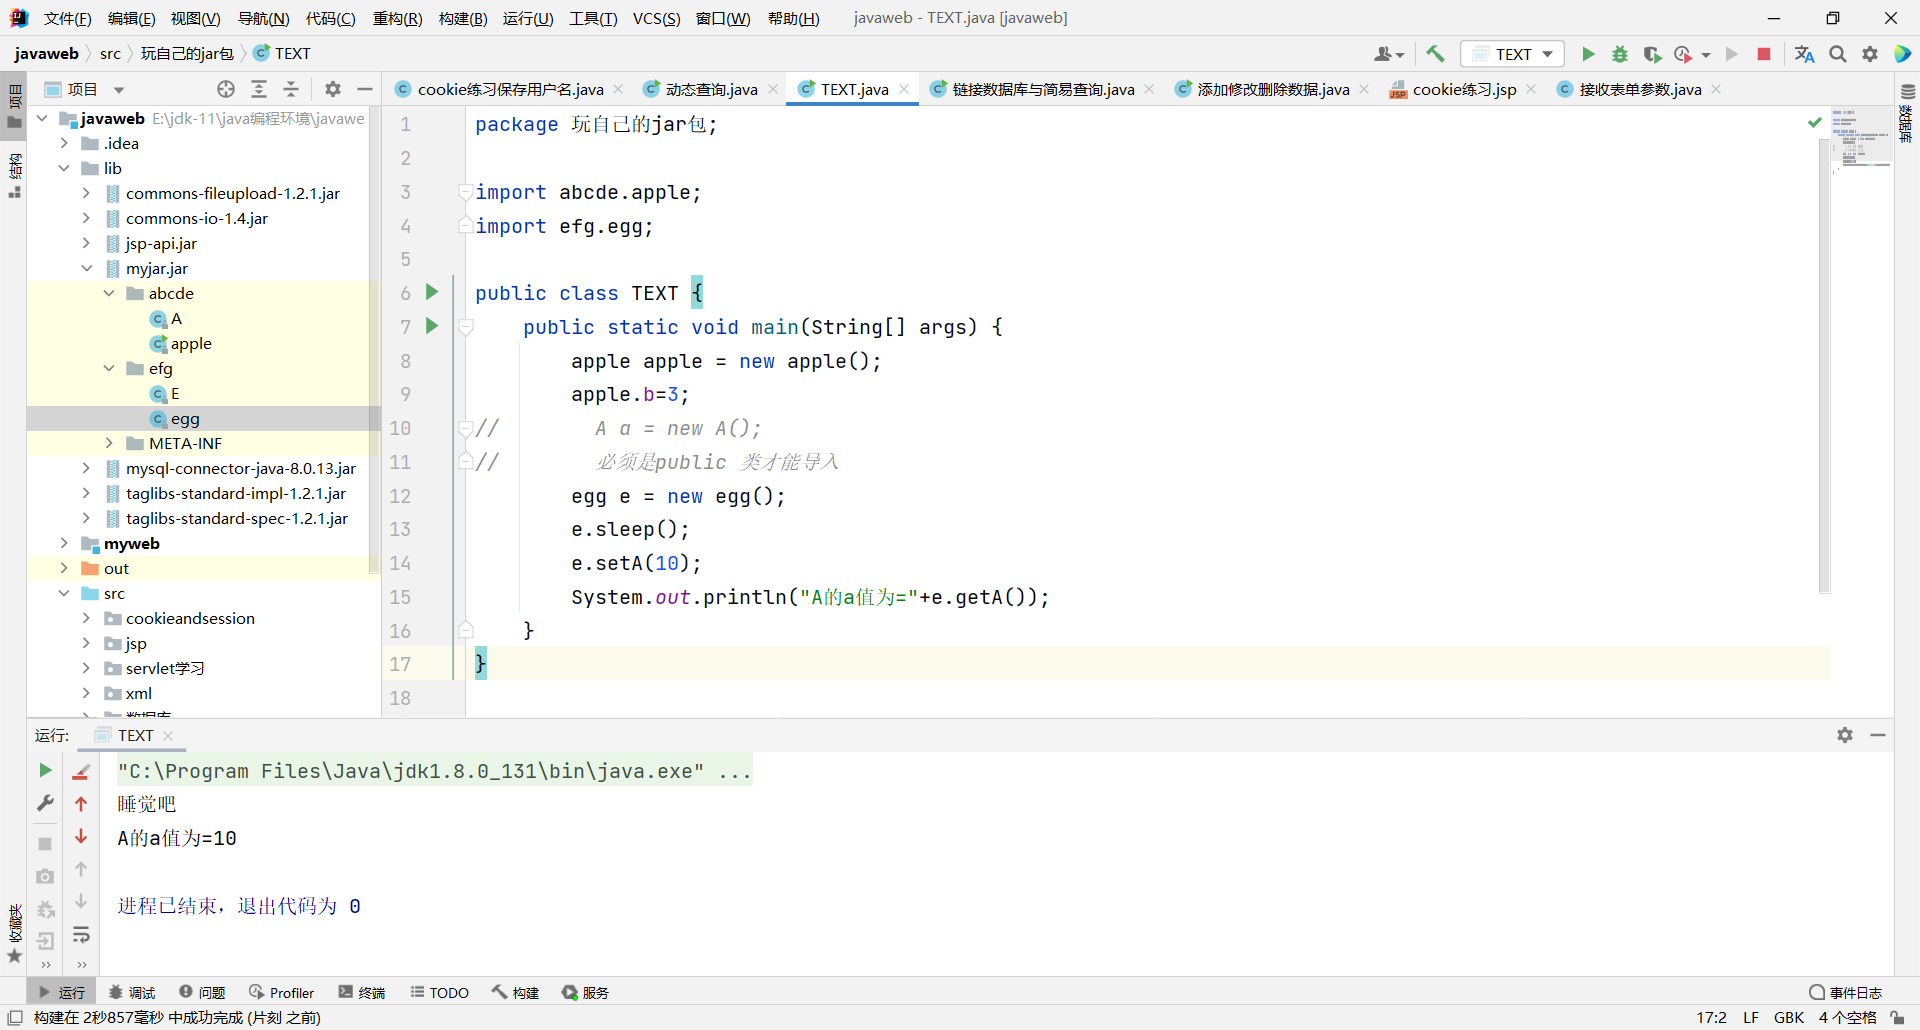 文件(F) 编辑(E) 视图(V) 导航(N) 代码(C) 重构(R) 构建(B) 运行(U) 工具(T) VCS(S) 窗口(W) 帮助(H) javaweb - TEXT.java [javaweb]
javaweb src 玩自己的jar包 TEXT
TEXT
项目
cookie练习保存用户名.java 动态查询.java TEXT.java 链接数据库与简易查询.java 添加修改删除数据.java cookie练习.jsp 接收表单参数.java
项目
结构
收藏夹
数据库
javaweb E:\jdk-11\java编程环境\javawe
.idea
lib
commons-fileupload-1.2.1.jar
commons-io-1.4.jar
jsp-api.jar
myjar.jar
abcde
A
apple
efg
E
egg
META-INF
mysql-connector-java-8.0.13.jar
taglibs-standard-impl-1.2.1.jar
taglibs-standard-spec-1.2.1.jar
myweb
out
src
cookieandsession
jsp
servlet学习
xml
数据库
1 package 玩自己的jar包;
2
3 import abcde.apple;
4 import efg.egg;
5
6 public class TEXT {
7 public static void main(String[] args) {
8 apple apple = new apple();
9 apple.b=3;
10 // A a = new A();
11 // 必须是public 类才能导入
12 egg e = new egg();
13 e.sleep();
14 e.setA(10);
15 System.out.println("A的a值为="+e.getA());
16 }
17 }
18
运行: TEXT
"C:\Program Files\Java\jdk1.8.0_131\bin\java.exe" ...
睡觉吧
A的a值为=10
进程已结束，退出代码为 0
运行 调试 问题 Profiler 终端 TODO 构建 服务 事件日志
构建在 2秒857毫秒 中成功完成 (片刻 之前) 17:2 LF GBK 4 个空格